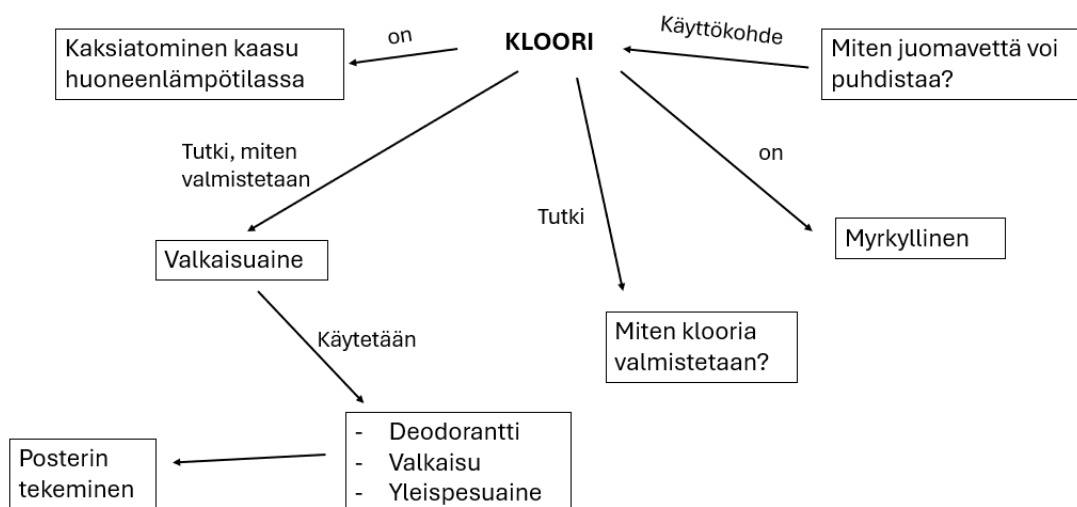 Kaksiatominen kaasu
huoneenlämpötilassa
on
KLOORI
Käyttökohde
Miten juomavettä voi
puhdistaa?
Tutki, miten
valmistetaan
on
Tutki
Valkaisuaine
Myrkyllinen
Käytetään
Miten klooria
valmistetaan?
- Deodorantti
- Valkaisu
- Yleispesuaine
Posterin
tekeminen